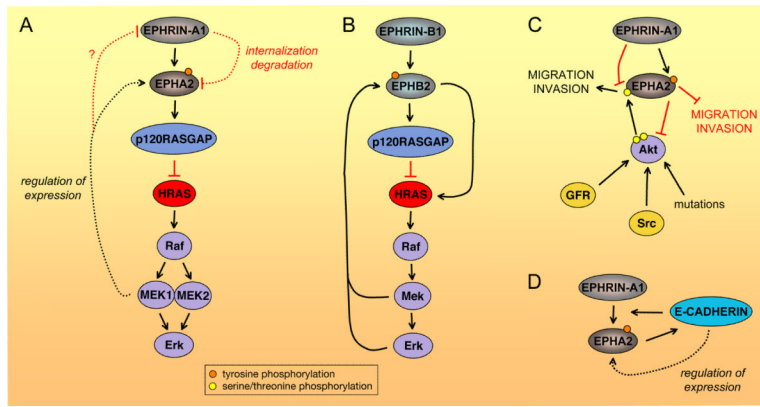 A
EPHRIN-A1
?
internalization
degradation
EPHA2
p120RASGAP
regulation of
expression
HRAS
Raf
MEK1
MEK2
Erk
B
EPHRIN-B1
EPHB2
p120RASGAP
HRAS
Raf
Mek
Erk
C
EPHRIN-A1
MIGRATION
INVASION
EPHA2
MIGRATION
INVASION
Akt
GFR
Src
mutations
D
EPHRIN-A1
E-CADHERIN
EPHA2
regulation of
expression
tyrosine phosphorylation
serine/threonine phosphorylation